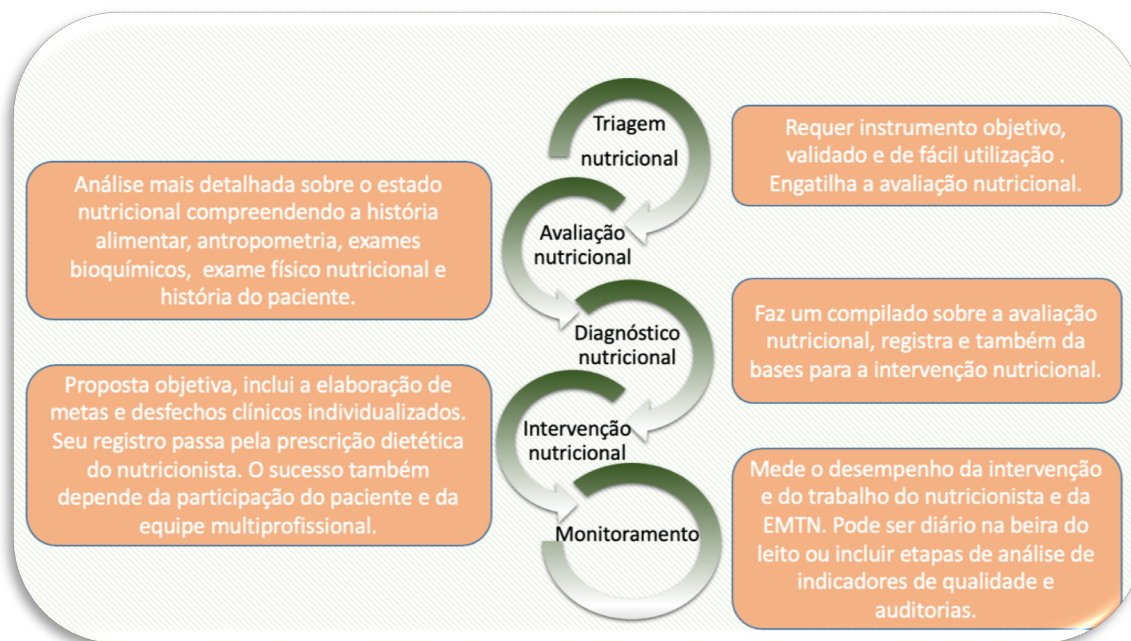 Triagem
nutricional
Requer instrumento objetivo,
validado e de fácil utilização .
Engatilha a avaliação nutricional.
Análise mais detalhada sobre o estado
nutricional compreendendo a história
alimentar, antropometria, exames
bioquímicos,  exame físico nutricional e
história do paciente.
Avaliação
nutricional
Diagnóstico
nutricional
Faz um compilado sobre a avaliação
nutricional, registra e também da
bases para a intervenção nutricional.
Proposta objetiva, inclui a elaboração de
metas e desfechos clínicos individualizados.
Seu registro passa pela prescrição dietética
do nutricionista. O sucesso também
depende da participação do paciente e da
equipe multiprofissional.
Intervenção
nutricional
Monitoramento
Mede o desempenho da intervenção
e do trabalho do nutricionista e da
EMTN. Pode ser diário na beira do
leito ou incluir etapas de análise de
indicadores de qualidade e
auditorias.